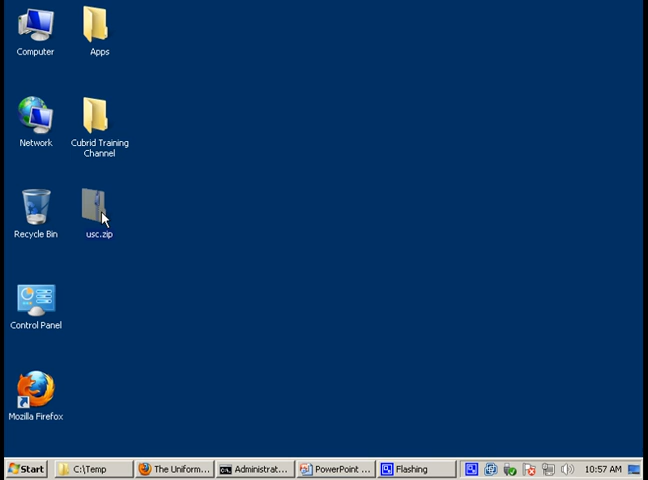 Computer
Apps
Network
Cubrid Training
Channel
Recycle Bin
usc.zip
Control Panel
Mozilla Firefox
Start
C:\Temp
The Uniform...
Administrat...
PowerPoint ...
Flashing
10:57 AM